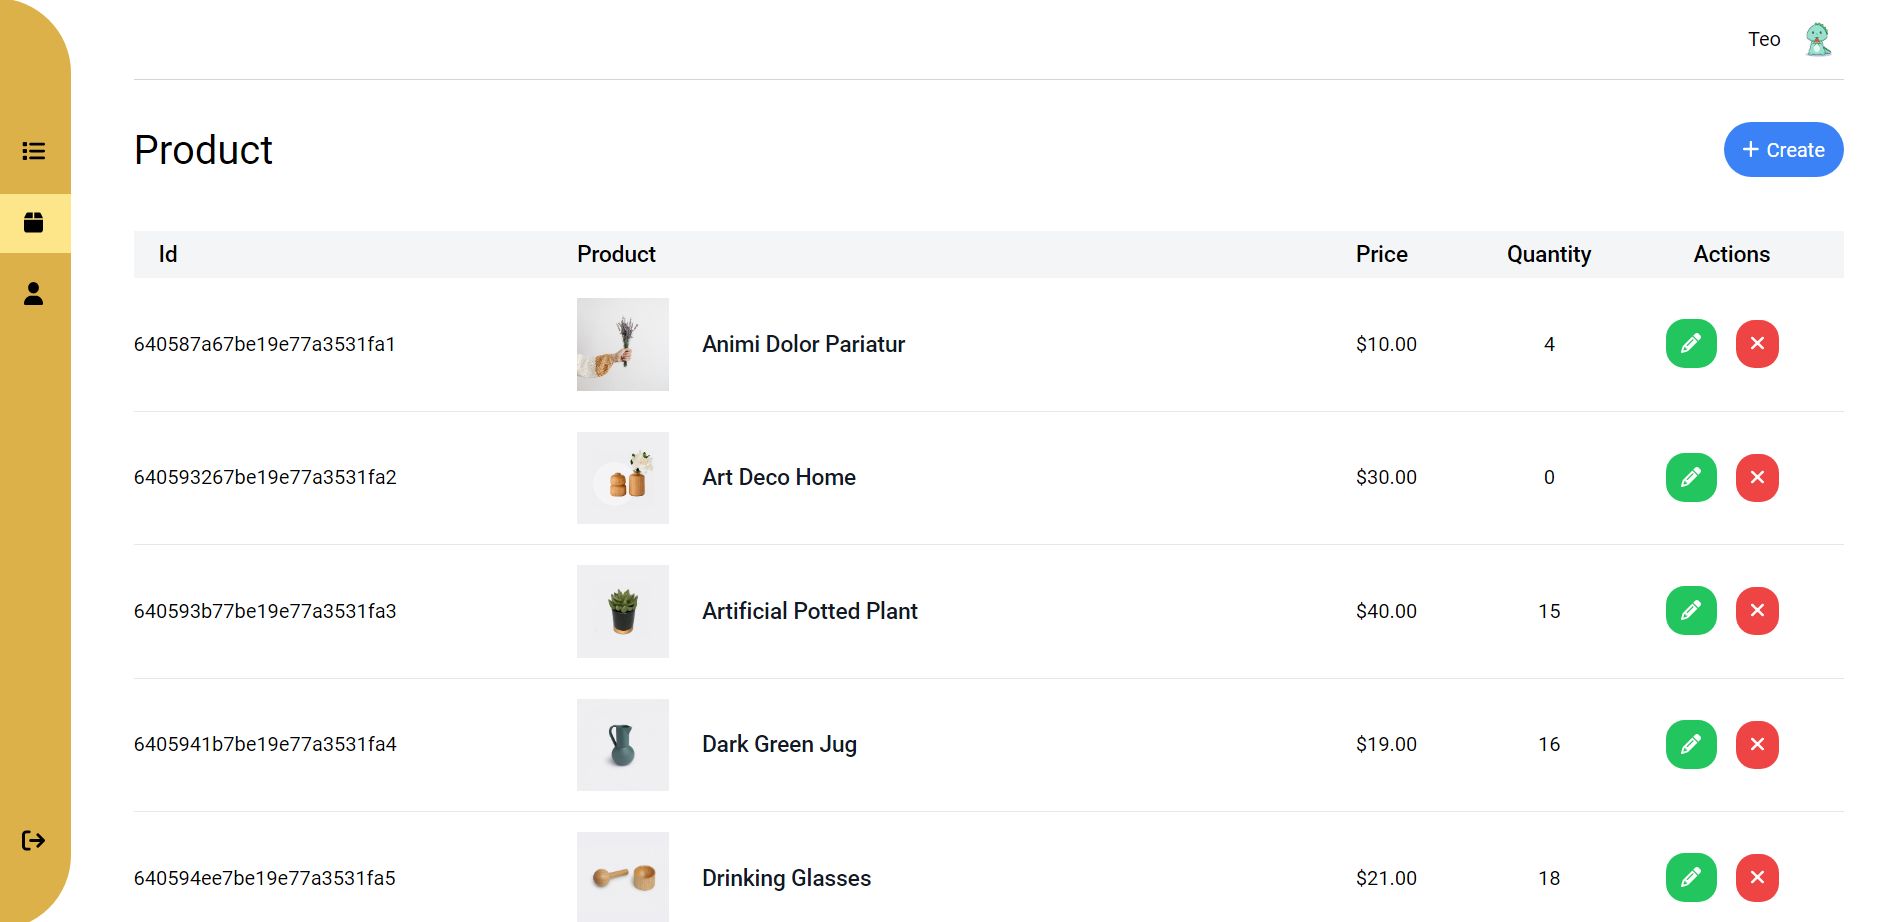 Teo
Product
+ Create
Id Product Price Quantity Actions
640587a67be19e77a3531fa1 Animi Dolor Pariatur $10.00 4
640593267be19e77a3531fa2 Art Deco Home $30.00 0
640593b77be19e77a3531fa3 Artificial Potted Plant $40.00 15
6405941b7be19e77a3531fa4 Dark Green Jug $19.00 16
640594ee7be19e77a3531fa5 Drinking Glasses $21.00 18